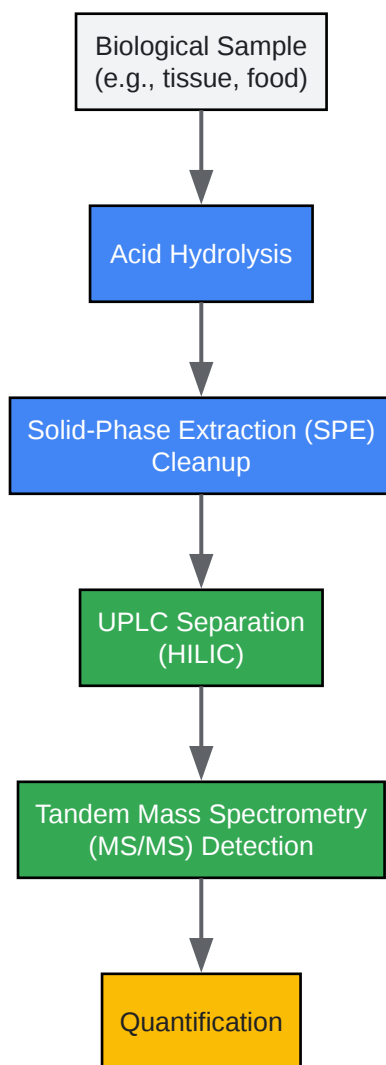 Biological Sample
(e.g., tissue, food)
Acid Hydrolysis
Solid-Phase Extraction (SPE)
Cleanup
UPLC Separation
(HILIC)
Tandem Mass Spectrometry
(MS/MS) Detection
Quantification